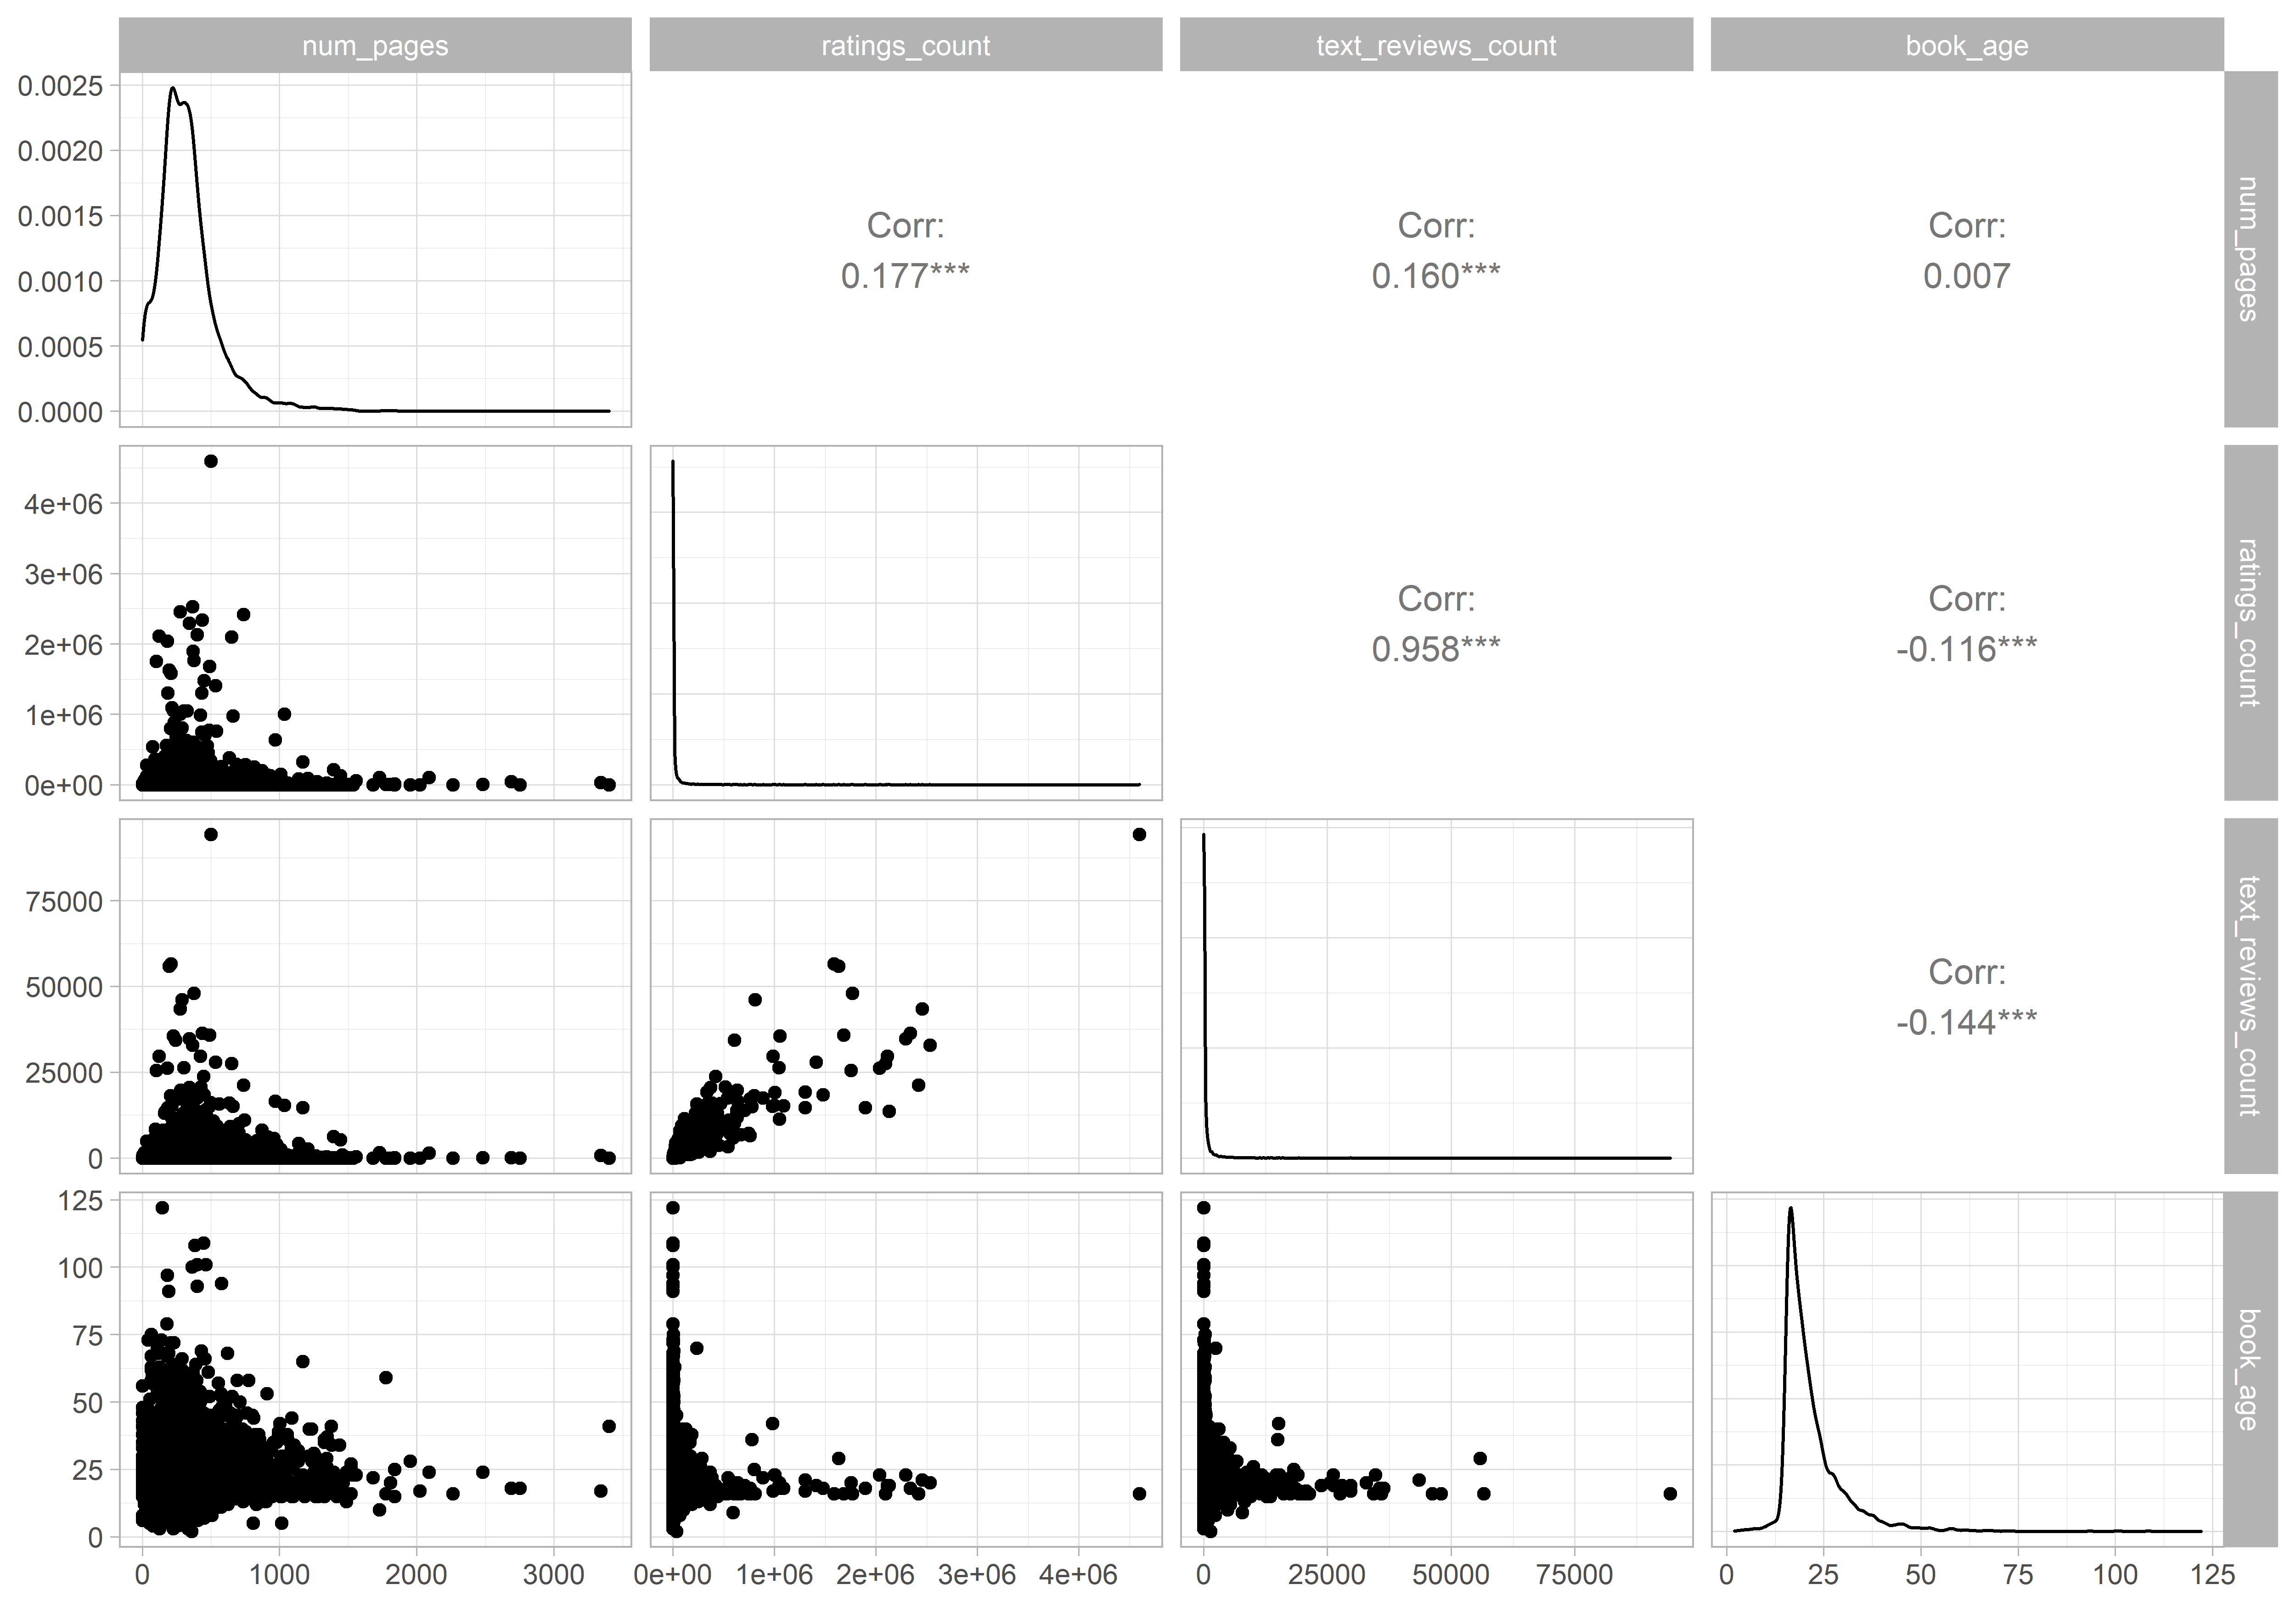 num_pages
ratings_count
text_reviews_count
book_age
0.0025
0.0020
0.0015
0.0010
0.0005
0.0000
Corr:
0.177***
Corr:
0.160***
Corr:
0.007
num_pages
4e+06
3e+06
2e+06
1e+06
0e+00
Corr:
0.958***
Corr:
-0.116***
ratings_count
75000
50000
25000
0
Corr:
-0.144***
text_reviews_count
125
100
75
50
25
0
book_age
0 1000 2000 3000
0e+00 1e+06 2e+06 3e+06 4e+06
0 25000 50000 75000
0 25 50 75 100 125